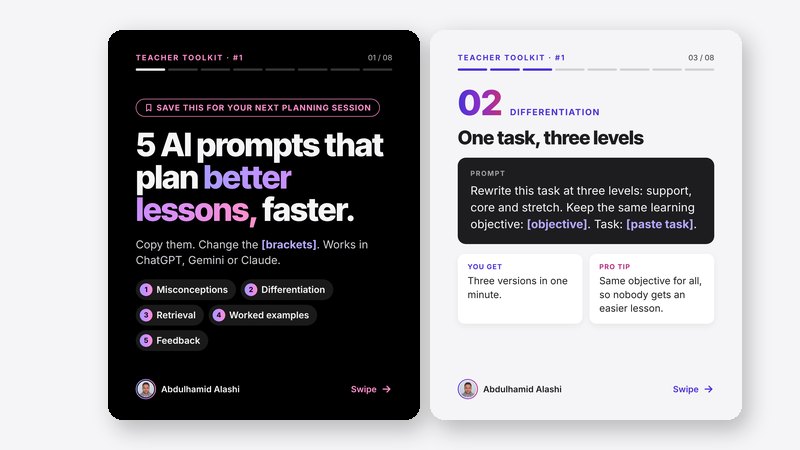 TEACHER TOOLKIT · #1
01 / 08
SAVE THIS FOR YOUR NEXT PLANNING SESSION
5 AI prompts that
plan better
lessons, faster.
Copy them. Change the [brackets]. Works in
ChatGPT, Gemini or Claude.
1 Misconceptions
2 Differentiation
3 Retrieval
4 Worked examples
5 Feedback
Abdulhamid Alashi
Swipe →
TEACHER TOOLKIT · #1
03 / 08
02 DIFFERENTIATION
One task, three levels
PROMPT
Rewrite this task at three levels: support,
core and stretch. Keep the same learning
objective: [objective]. Task: [paste task].
YOU GET
Three versions in one
minute.
PRO TIP
Same objective for all,
so nobody gets an
easier lesson.
Abdulhamid Alashi
Swipe →